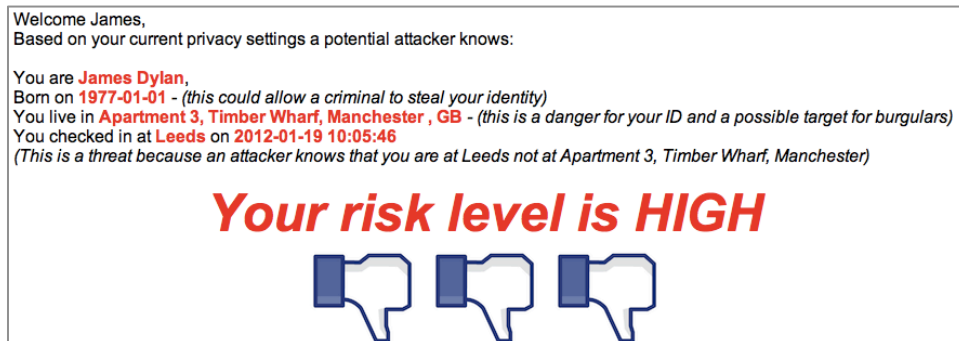 Welcome James,
Based on your current privacy settings a potential attacker knows:
You are James Dylan,
Born on 1977-01-01 - (this could allow a criminal to steal your identity)
You live in Apartment 3, Timber Wharf, Manchester , GB - (this is a danger for your ID and a possible target for burgulars)
You checked in at Leeds on 2012-01-19 10:05:46
(This is a threat because an attacker knows that you are at Leeds not at Apartment 3, Timber Wharf, Manchester)
Your risk level is HIGH